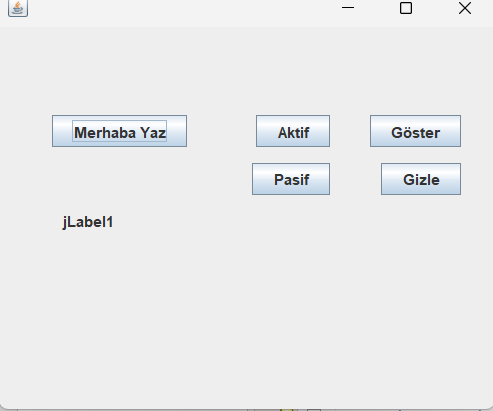 Merhaba Yaz
Aktif
Göster
Pasif
Gizle
jLabel1